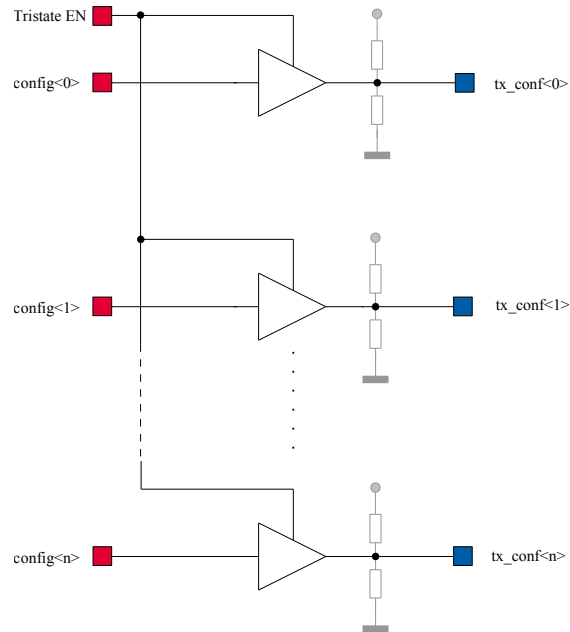 Tristate EN
config<0>
tx_conf<0>
config<1>
tx_conf<1>
config<n>
tx_conf<n>